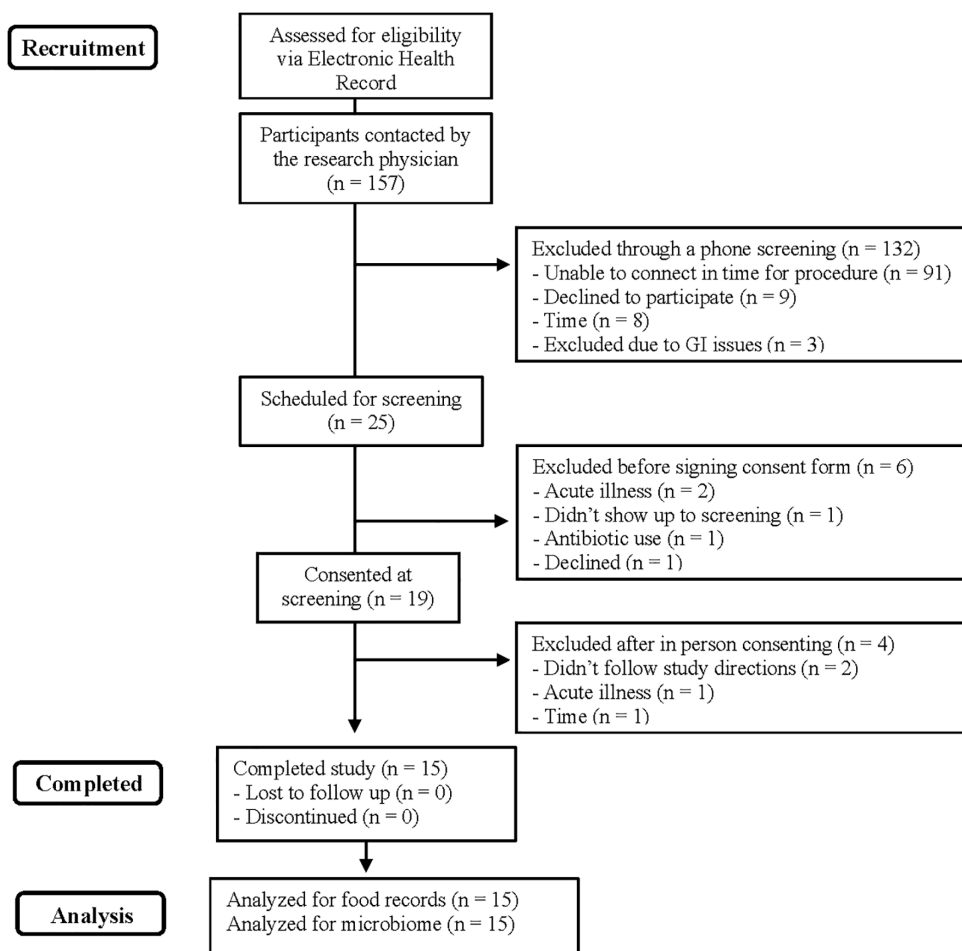 Recruitment
Assessed for eligibility
via Electronic Health
Record
Participants contacted by
the research physician
(n = 157)
Excluded through a phone screening (n = 132)
- Unable to connect in time for procedure (n = 91)
- Declined to participate (n = 9)
- Time (n = 8)
- Excluded due to GI issues (n = 3)
Scheduled for screening
(n = 25)
Excluded before signing consent form (n = 6)
- Acute illness (n = 2)
- Didn't show up to screening (n = 1)
- Antibiotic use (n = 1)
- Declined (n = 1)
Consented at
screening (n = 19)
Excluded after in person consenting (n = 4)
- Didn't follow study directions (n = 2)
- Acute illness (n = 1)
- Time (n = 1)
Completed
Completed study (n = 15)
- Lost to follow up (n = 0)
- Discontinued (n = 0)
Analysis
Analyzed for food records (n = 15)
Analyzed for microbiome (n = 15)